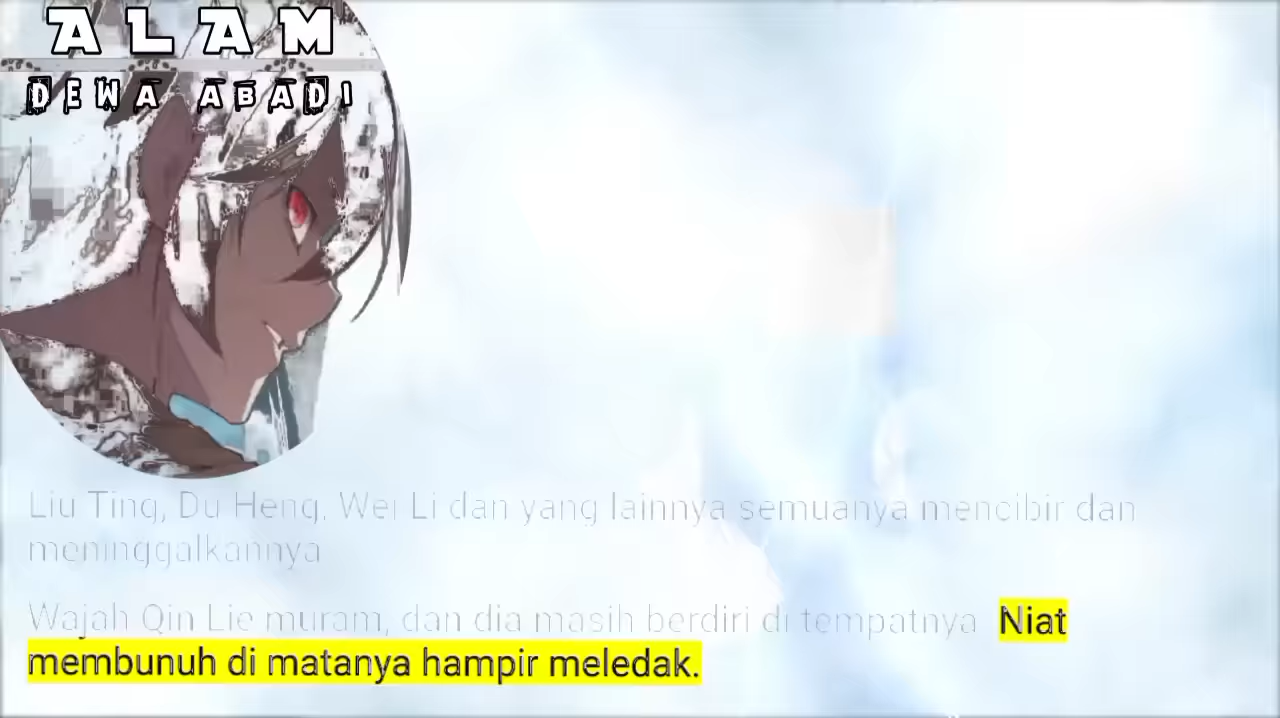 ALAM
DEWA ABADI
Liu Ting, Du Heng, Wei Li dan yang lainnya semuanya mencibir dan
meninggalkannya
Wajah Qin Lie muram, dan dia masih berdiri di tempatnya. Niat
membunuh di matanya hampir meledak.